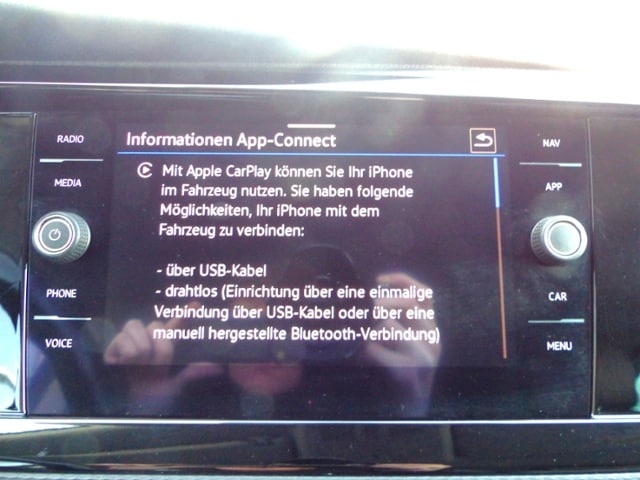 RADIO
MEDIA
PHONE
VOICE
Informationen App-Connect
Mit Apple CarPlay können Sie Ihr iPhone
im Fahrzeug nutzen. Sie haben folgende
Möglichkeiten, Ihr iPhone mit dem
Fahrzeug zu verbinden:
- über USB-Kabel
- drahtlos (Einrichtung über eine einmalige
Verbindung über USB-Kabel oder über eine
manuell hergestellte Bluetooth-Verbindung)
NAV
APP
CAR
MENU